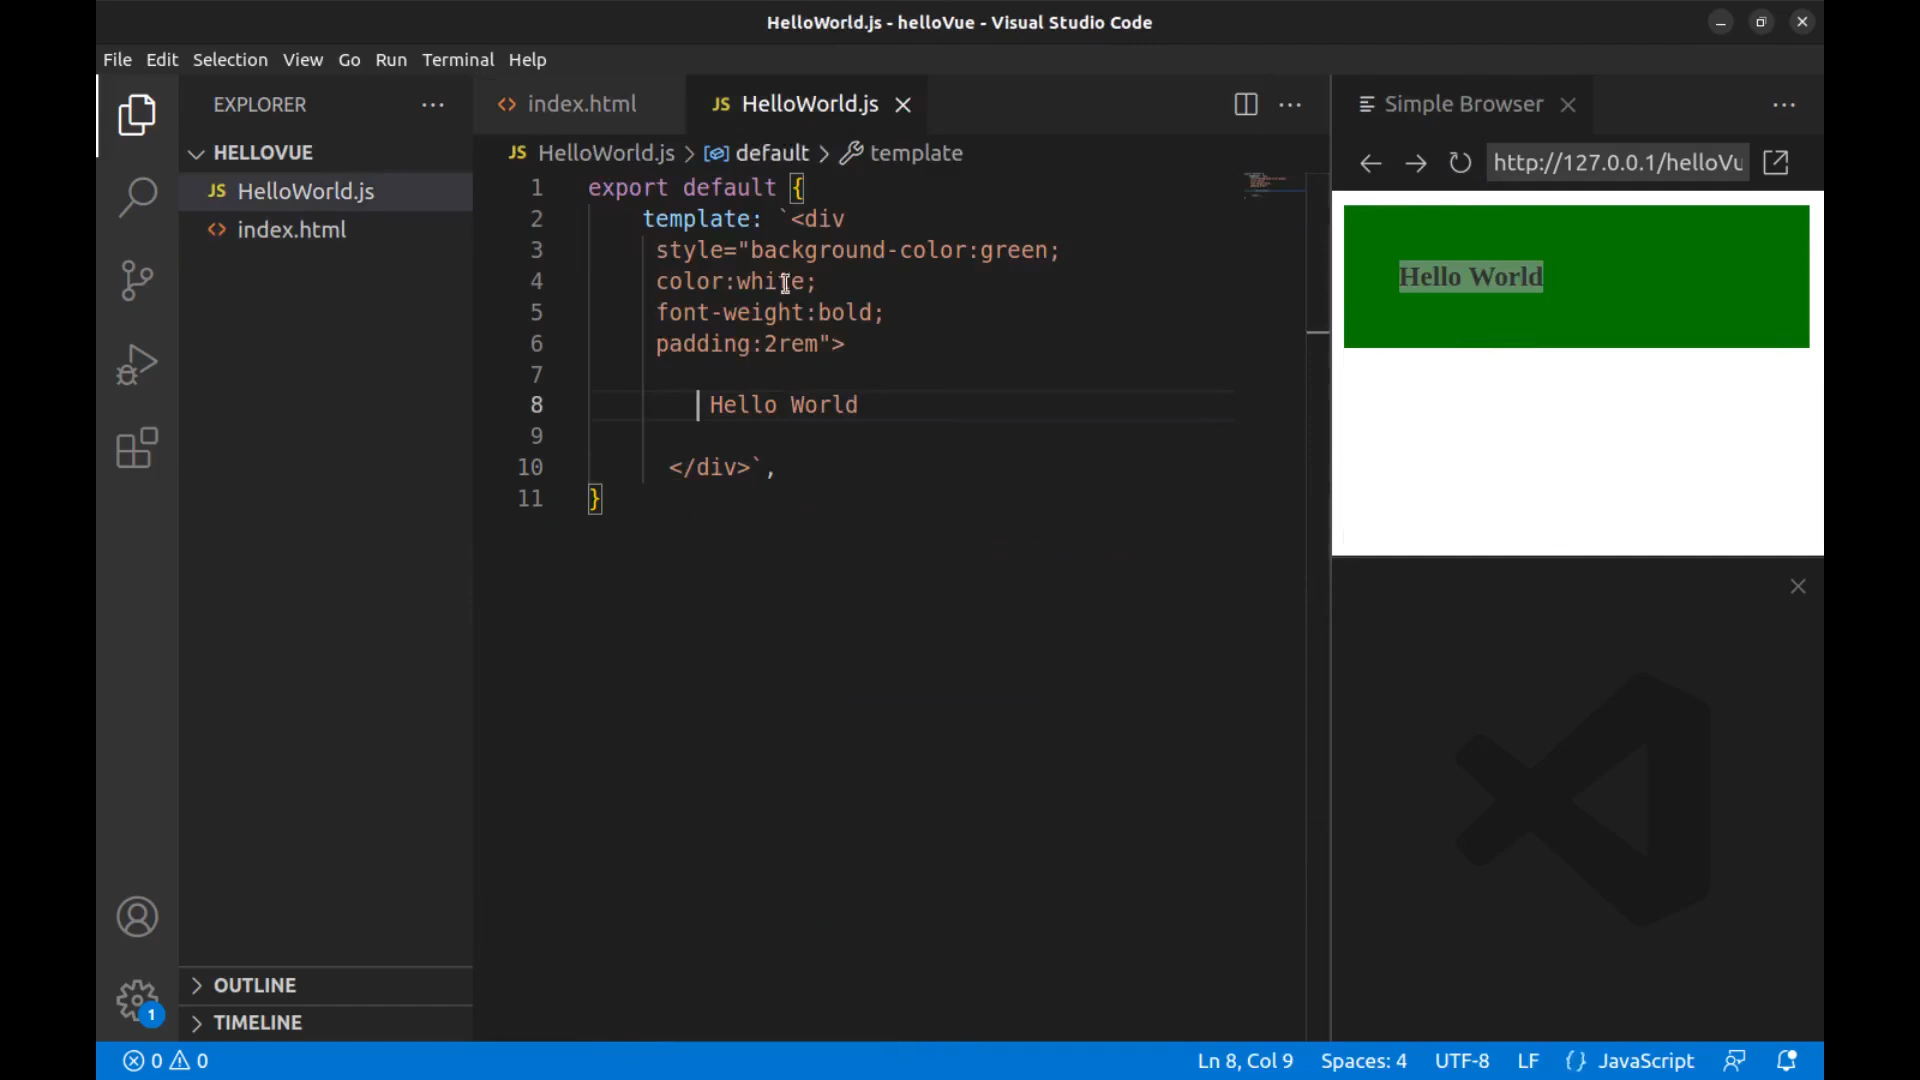 HelloWorld.js - helloVue - Visual Studio Code
File Edit Selection View Go Run Terminal Help
EXPLORER
HELLOVUE
JS HelloWorld.js
<> index.html
<> index.html
JS HelloWorld.js
JS HelloWorld.js > default > template
1 export default {
2 template: `<div
3 style="background-color:green;
4 color:white;
5 font-weight:bold;
6 padding:2rem">
7
8 Hello World
9
10 </div>`,
11 }
Simple Browser
http://127.0.0.1/helloVu
Hello World
OUTLINE
TIMELINE
1
0 0
Ln 8, Col 9 Spaces: 4 UTF-8 LF {} JavaScript